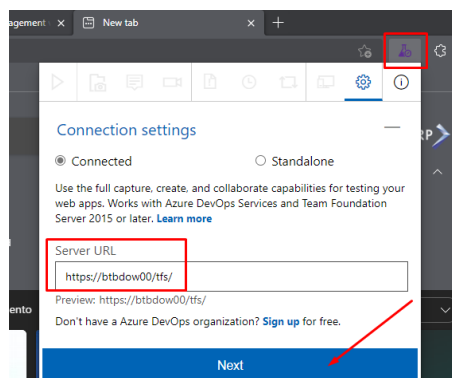 agement
New tab
RP
Connection settings
Connected
Standalone
Use the full capture, create, and collaborate capabilities for testing your
web apps. Works with Azure DevOps Services and Team Foundation
Server 2015 or later. Learn more
Server URL
https://btbdow00/tfs/
Preview: https://btbdow00/tfs/
ento
Don't have a Azure DevOps organization? Sign up for free.
Next